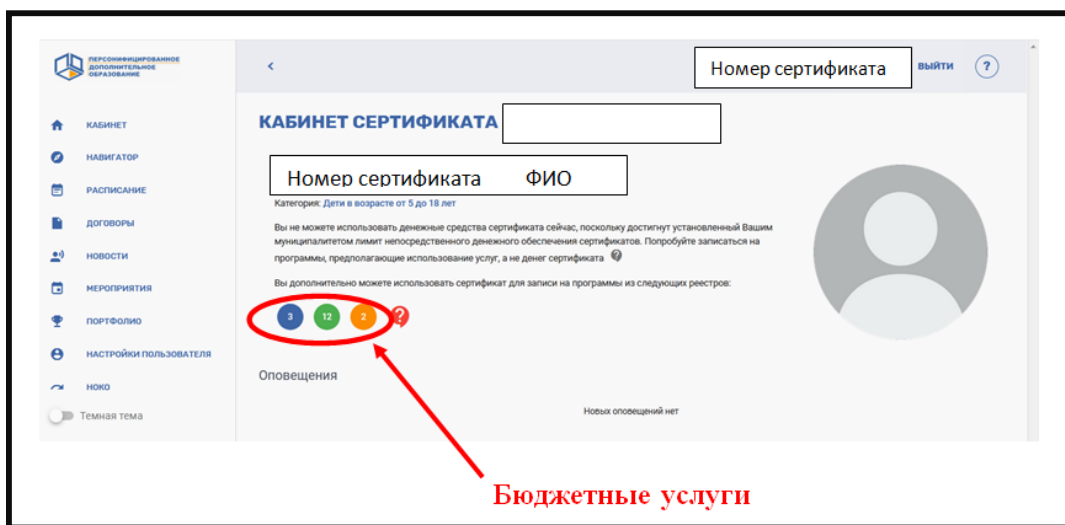 ПЕРСОНИФИЦИРОВАННОЕ
ДОПОЛНИТЕЛЬНОЕ
ОБРАЗОВАНИЕ
Номер сертификата
ВЫЙТИ
?
КАБИНЕТ
НАВИГАТОР
РАСПИСАНИЕ
ДОГОВОРЫ
НОВОСТИ
МЕРОПРИЯТИЯ
ПОРТФОЛИО
НАСТРОЙКИ ПОЛЬЗОВАТЕЛЯ
НОКО
Темная тема
КАБИНЕТ СЕРТИФИКАТА
Номер сертификата ФИО
Категория: Дети в возрасте от 5 до 18 лет
Вы не можете использовать денежные средства сертификата сейчас, поскольку достигнут установленный Вашим
муниципалитетом лимит непосредственного денежного обеспечения сертификатов. Попробуйте записаться на
программы, предполагающие использование услуг, а не денег сертификата ?
Вы дополнительно можете использовать сертификат для записи на программы из следующих реестров:
3 12 2 ?
Оповещения
Новых оповещений нет
Бюджетные услуги